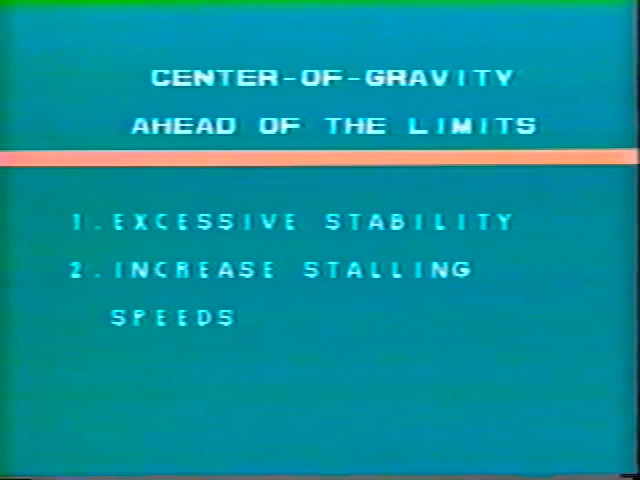 CENTER-OF-GRAVITY
AHEAD OF THE LIMITS
1. EXCESSIVE STABILITY
2. INCREASE STALLING
SPEEDS